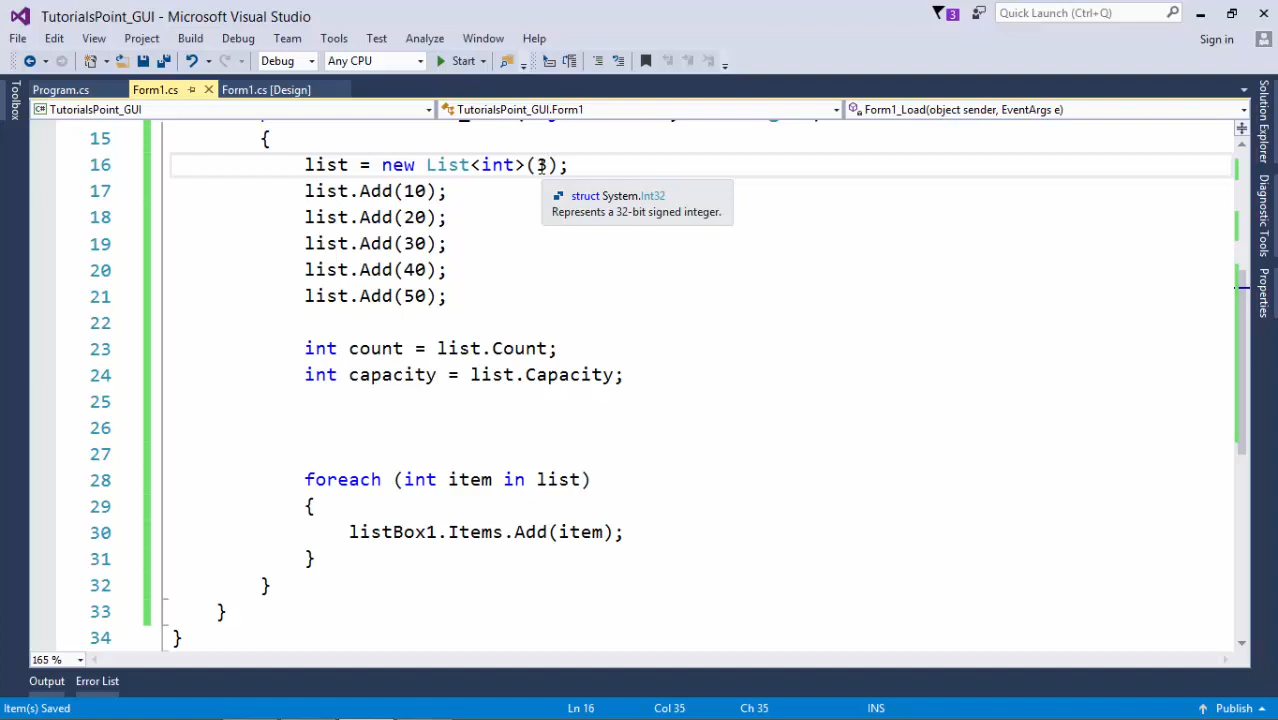 TutorialsPoint_GUI - Microsoft Visual Studio
3
Quick Launch (Ctrl+Q)
File Edit View Project Build Debug Team Tools Test Analyze Window Help
Sign in
Debug Any CPU Start
Program.cs Form1.cs Form1.cs [Design]
TutorialsPoint_GUI TutorialsPoint_GUI.Form1 Form1_Load(object sender, EventArgs e)
Toolbox
Solution Explorer
Diagnostic Tools
Properties
15 {
16 list = new List<int>(3);
17 list.Add(10);
struct System.Int32
Represents a 32-bit signed integer.
18 list.Add(20);
19 list.Add(30);
20 list.Add(40);
21 list.Add(50);
22
23 int count = list.Count;
24 int capacity = list.Capacity;
25
26
27
28 foreach (int item in list)
29 {
30 listBox1.Items.Add(item);
31 }
32 }
33 }
34 }
165 %
Output Error List
Item(s) Saved Ln 16 Col 35 Ch 35 INS Publish